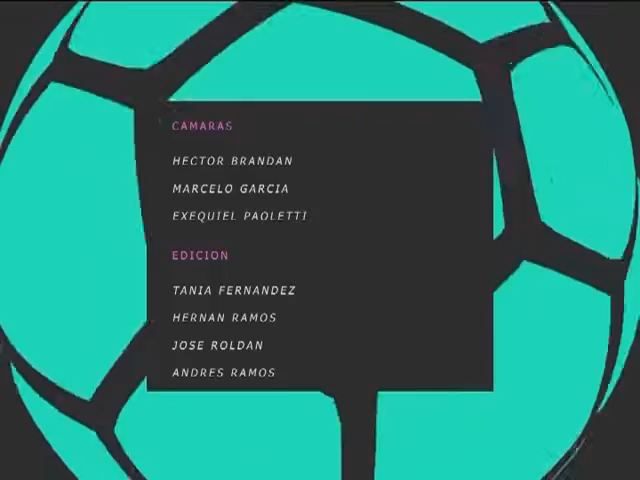 CAMARAS
HECTOR BRANDAN
MARCELO GARCIA
EXEQUIEL PAOLETTI
EDICION
TANIA FERNANDEZ
HERNAN RAMOS
JOSE ROLDAN
ANDRES RAMOS